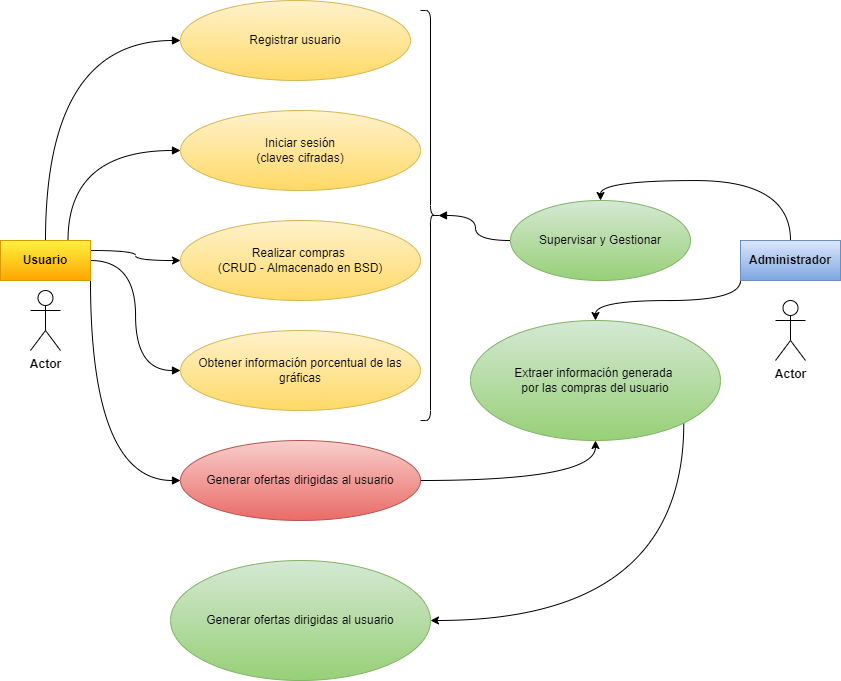 Registrar usuario
Iniciar sesión
(claves cifradas)
Realizar compras
(CRUD - Almacenado en BSD)
Obtener información porcentual de las
gráficas
Generar ofertas dirigidas al usuario
Generar ofertas dirigidas al usuario
Usuario
Actor
Supervisar y Gestionar
Extraer información generada
por las compras del usuario
Administrador
Actor